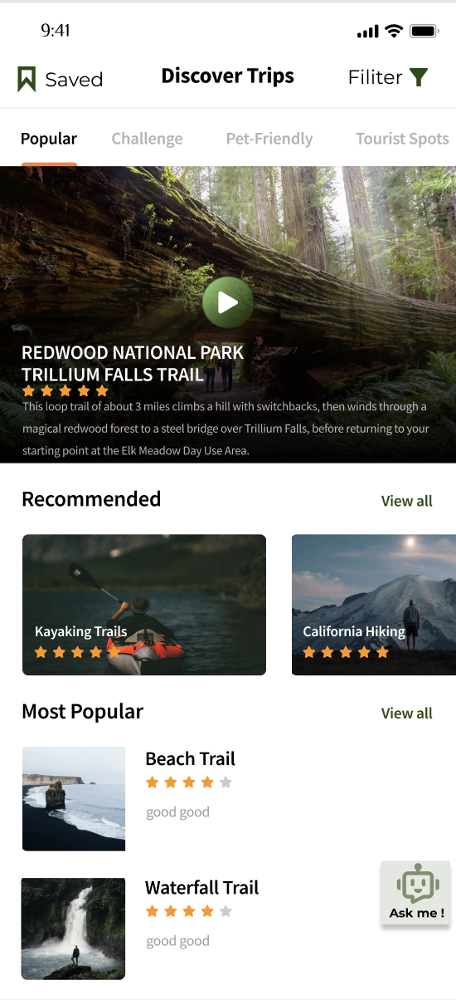 9:41
Saved
Discover Trips
Filiter
Popular
Challenge
Pet-Friendly
Tourist Spots
REDWOOD NATIONAL PARK
TRILLIUM FALLS TRAIL
This loop trail of about 3 miles climbs a hill with switchbacks, then winds through a
magical redwood forest to a steel bridge over Trillium Falls, before returning to your
starting point at the Elk Meadow Day Use Area.
Recommended
View all
Kayaking Trails
California Hiking
Most Popular
View all
Beach Trail
good good
Waterfall Trail
good good
Ask me !